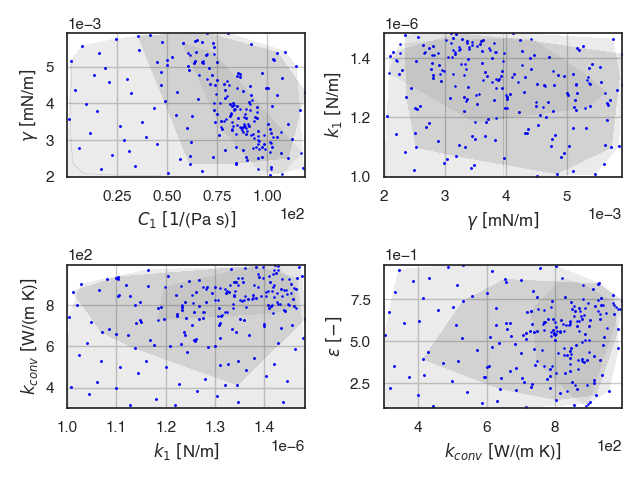 1e−3
1e−6
γ [mN/m]
5
4
3
2
0.25 0.50 0.75 1.00
1e2
C₁ [1/(Pa s)]
k₁ [N/m]
1.4
1.2
1.0
2 3 4 5
1e−3
γ [mN/m]
1e2
1e−1
k_conv [W/(m K)]
8
6
4
1.0 1.1 1.2 1.3 1.4
1e−6
k₁ [N/m]
ε [−]
7.5
5.0
2.5
4 6 8
1e2
k_conv [W/(m K)]